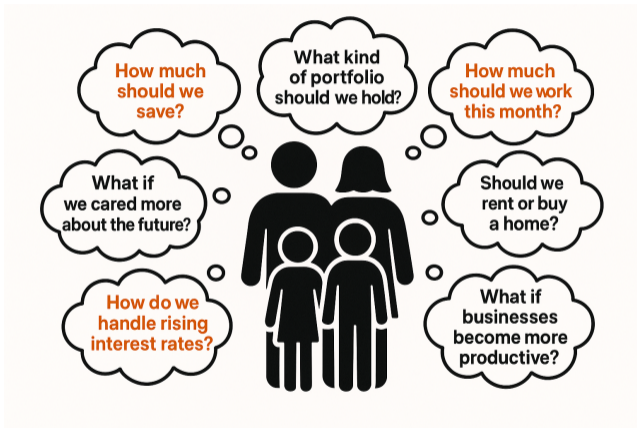 How much
should we
save?
What kind
of portfolio
should we hold?
How much
should we work
this month?
What if
we cared more
about the future?
Should we
rent or buy
a home?
How do we
handle rising
interest rates?
What if
businesses
become more
productive?